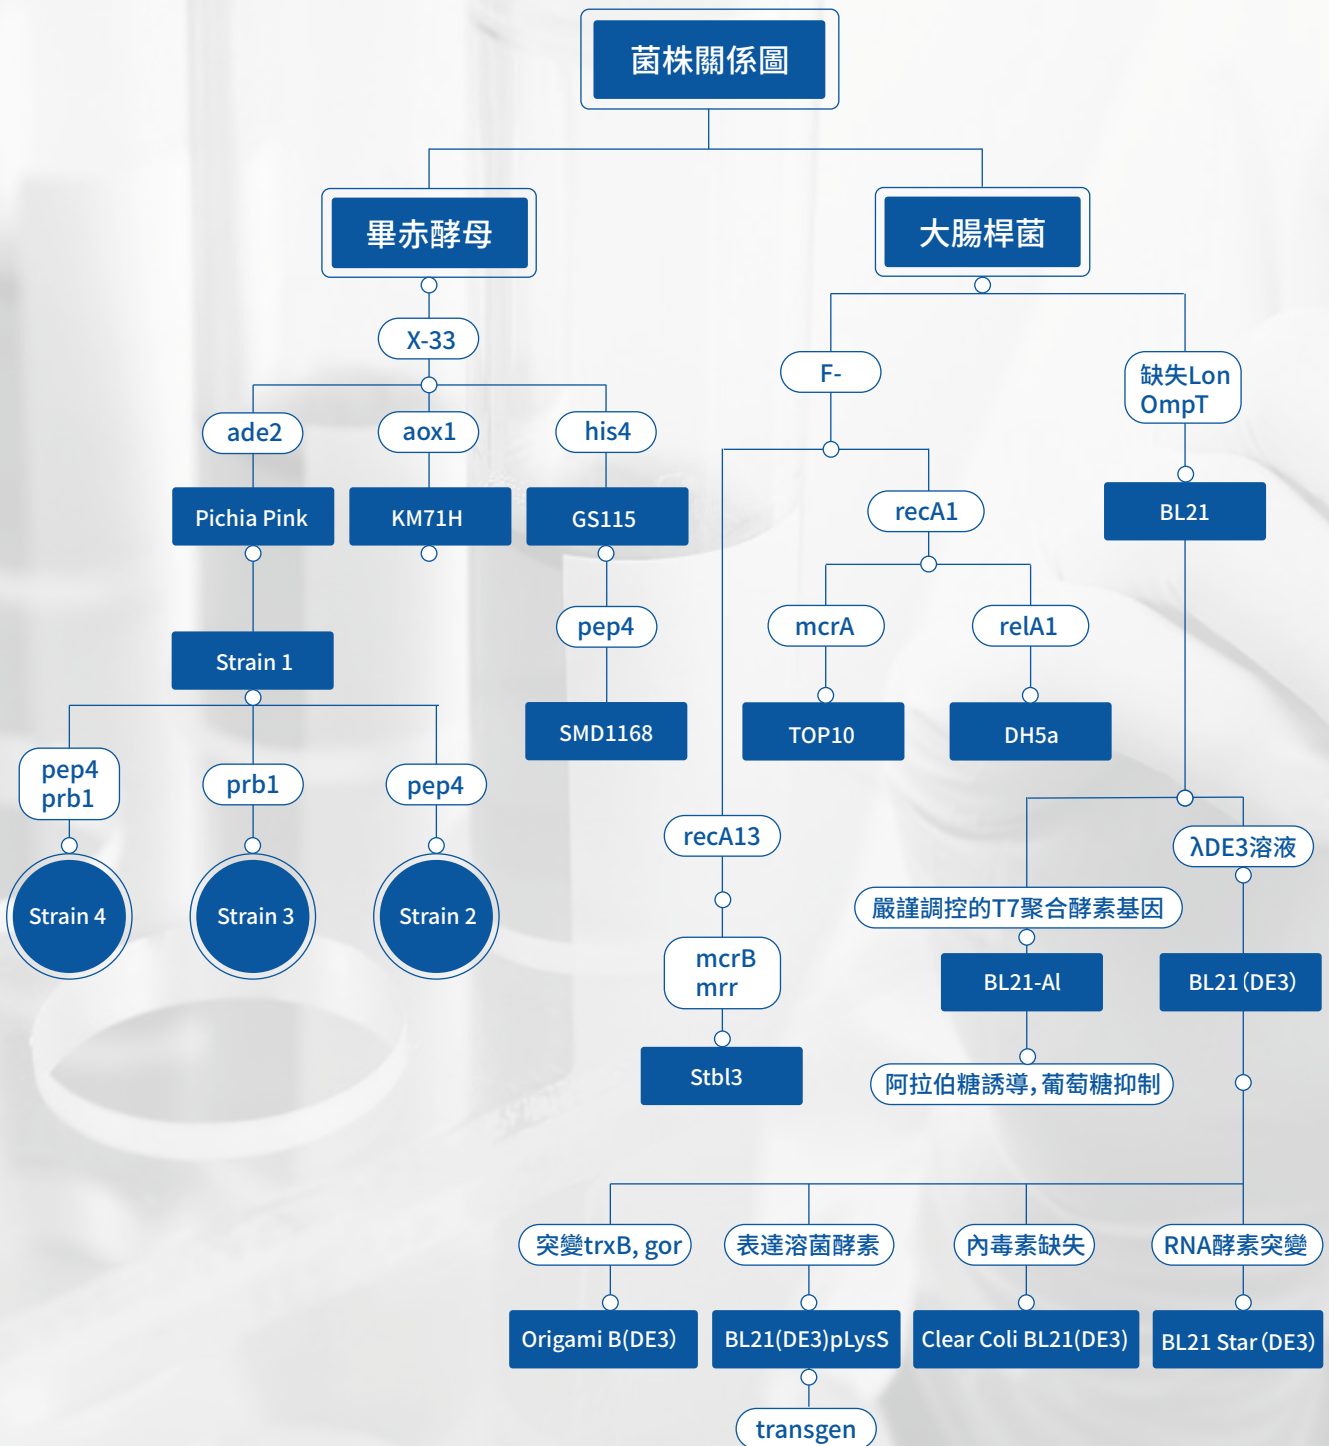 菌株關係圖
畢赤酵母
大腸桿菌
X-33
F-
缺失Lon
OmpT
ade2
aox1
his4
Pichia Pink
KM71H
GS115
recA1
BL21
pep4
mcrA
relA1
Strain 1
SMD1168
TOP10
DH5a
pep4
prb1
prb1
pep4
recA13
λDE3溶液
Strain 4
Strain 3
Strain 2
嚴謹調控的T7聚合酵素基因
mcrB
mrr
BL21-Al
BL21（DE3）
Stbl3
阿拉伯糖誘導，葡萄糖抑制
突變trxB, gor
表達溶菌酵素
內毒素缺失
RNA酵素突變
Origami B(DE3）
BL21(DE3)pLysS
Clear Coli BL21(DE3)
BL21 Star（DE3）
transgen